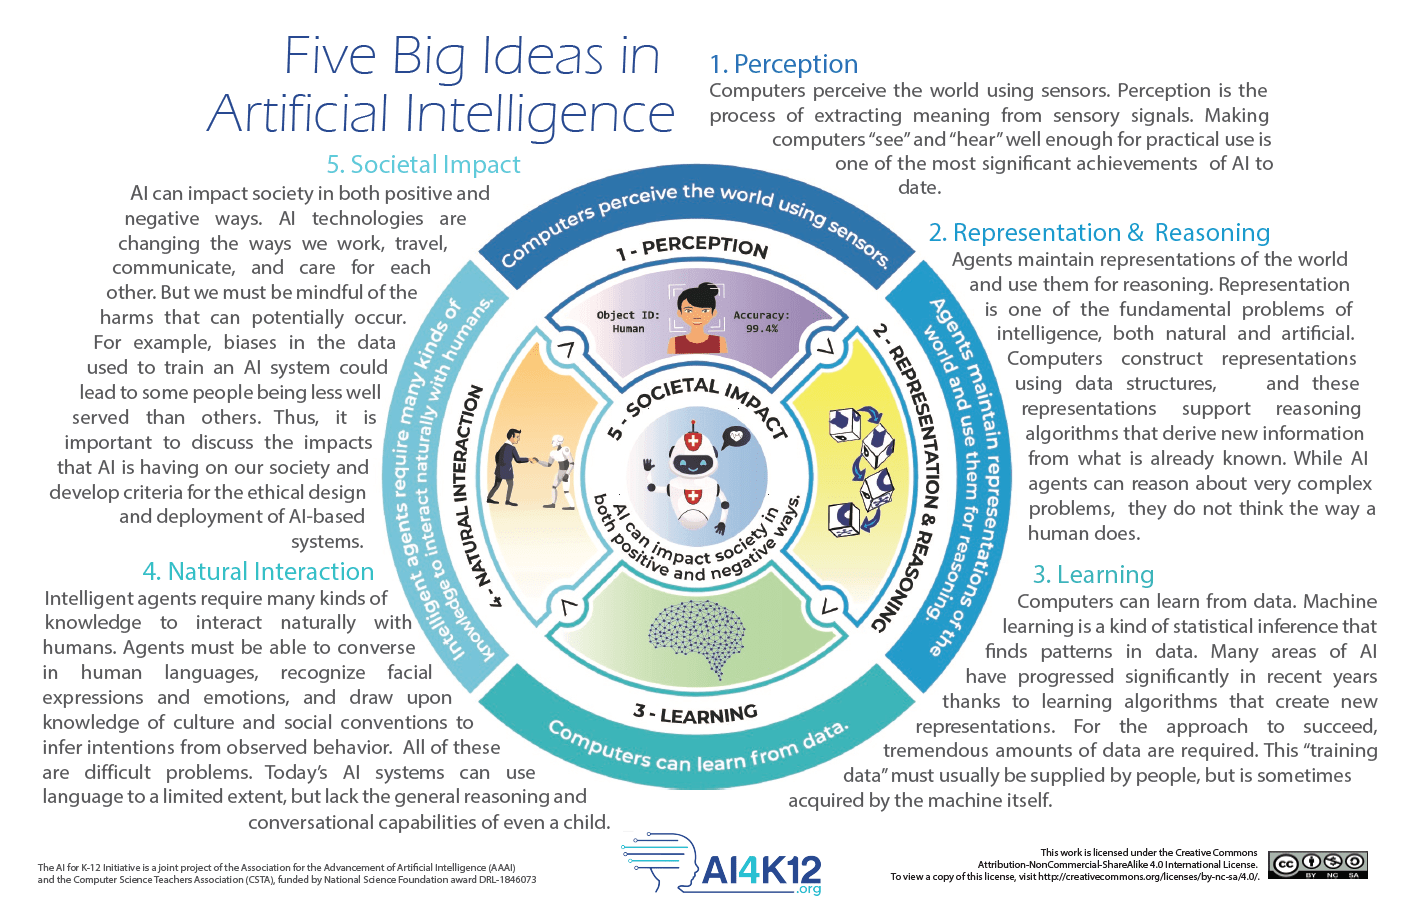 Five Big Ideas in
Artificial Intelligence
1. Perception
Computers perceive the world using sensors. Perception is the
process of extracting meaning from sensory signals. Making
computers “see” and “hear” well enough for practical use is
one of the most significant achievements of AI to
date.
2. Representation & Reasoning
Agents maintain representations of the world
and use them for reasoning. Representation
is one of the fundamental problems of
intelligence, both natural and artificial.
Computers construct representations
using data structures, and these
representations support reasoning
algorithms that derive new information
from what is already known. While AI
agents can reason about very complex
problems, they do not think the way a
human does.
3. Learning
Computers can learn from data. Machine
learning is a kind of statistical inference that
finds patterns in data. Many areas of AI
have progressed significantly in recent years
thanks to learning algorithms that create new
representations. For the approach to succeed,
tremendous amounts of data are required. This “training
data” must usually be supplied by people, but is sometimes
acquired by the machine itself.
4. Natural Interaction
Intelligent agents require many kinds of
knowledge to interact naturally with
humans. Agents must be able to converse
in human languages, recognize facial
expressions and emotions, and draw upon
knowledge of culture and social conventions to
infer intentions from observed behavior. All of these
are difficult problems. Today’s AI systems can use
language to a limited extent, but lack the general reasoning and
conversational capabilities of even a child.
5. Societal Impact
AI can impact society in both positive and
negative ways. AI technologies are
changing the ways we work, travel,
communicate, and care for each
other. But we must be mindful of the
harms that can potentially occur.
For example, biases in the data
used to train an AI system could
lead to some people being less well
served than others. Thus, it is
important to discuss the impacts
that AI is having on our society and
develop criteria for the ethical design
and deployment of AI-based
systems.
Computers perceive the world using sensors.
1 - PERCEPTION
Object ID:
Human
Accuracy:
99.4%
Agents maintain representations of the
world and use them for reasoning.
2 - REPRESENTATION & REASONING
3 - LEARNING
Computers can learn from data.
Intelligent agents require many kinds of
knowledge to interact naturally with humans.
4 - NATURAL INTERACTION
5 - SOCIETAL IMPACT
AI can impact society in
both positive and negative ways.
The AI for K-12 Initiative is a joint project of the Association for the Advancement of Artificial Intelligence (AAAI)
and the Computer Science Teachers Association (CSTA), funded by National Science Foundation award DRL-1846073
AI4K12
.org
This work is licensed under the Creative Commons
Attribution-NonCommercial-ShareAlike 4.0 International License.
To view a copy of this license, visit http://creativecommons.org/licenses/by-nc-sa/4.0/.
cc
BY NC SA